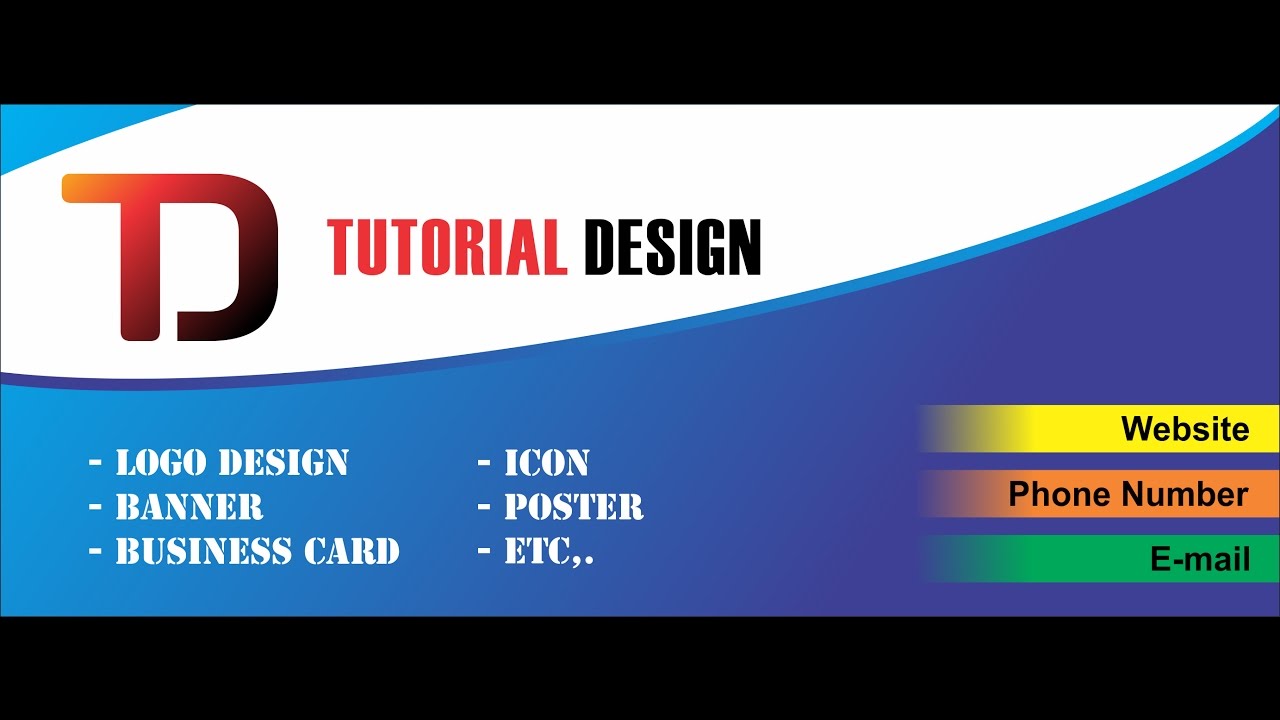 TD
TUTORIAL DESIGN
- LOGO DESIGN
- BANNER
- BUSINESS CARD
- ICON
- POSTER
- ETC,.
Website
Phone Number
E-mail